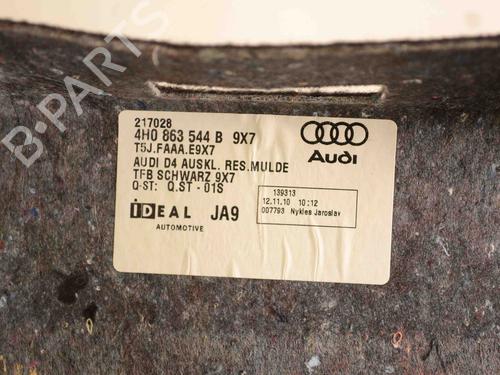 217028
4H0 863 544 B 9X7
T5J.FAAA.E9X7
AUDI D4 AUSKL. RES.MULDE
TFB SCHWARZ 9X7
Q-ST: Q.ST - 01S
iDEAL JA9
AUTOMOTIVE
Audi
139313
12.11.10 10:12
007793 Nykles Jaroslav
B-PARTS